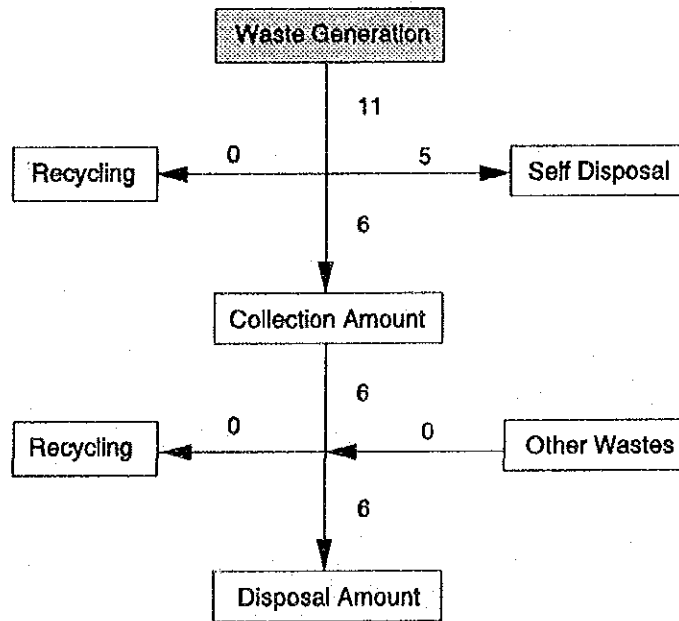 Waste Generation
11
0
5
Recycling
Self Disposal
6
Collection Amount
6
0
0
Recycling
Other Wastes
6
Disposal Amount